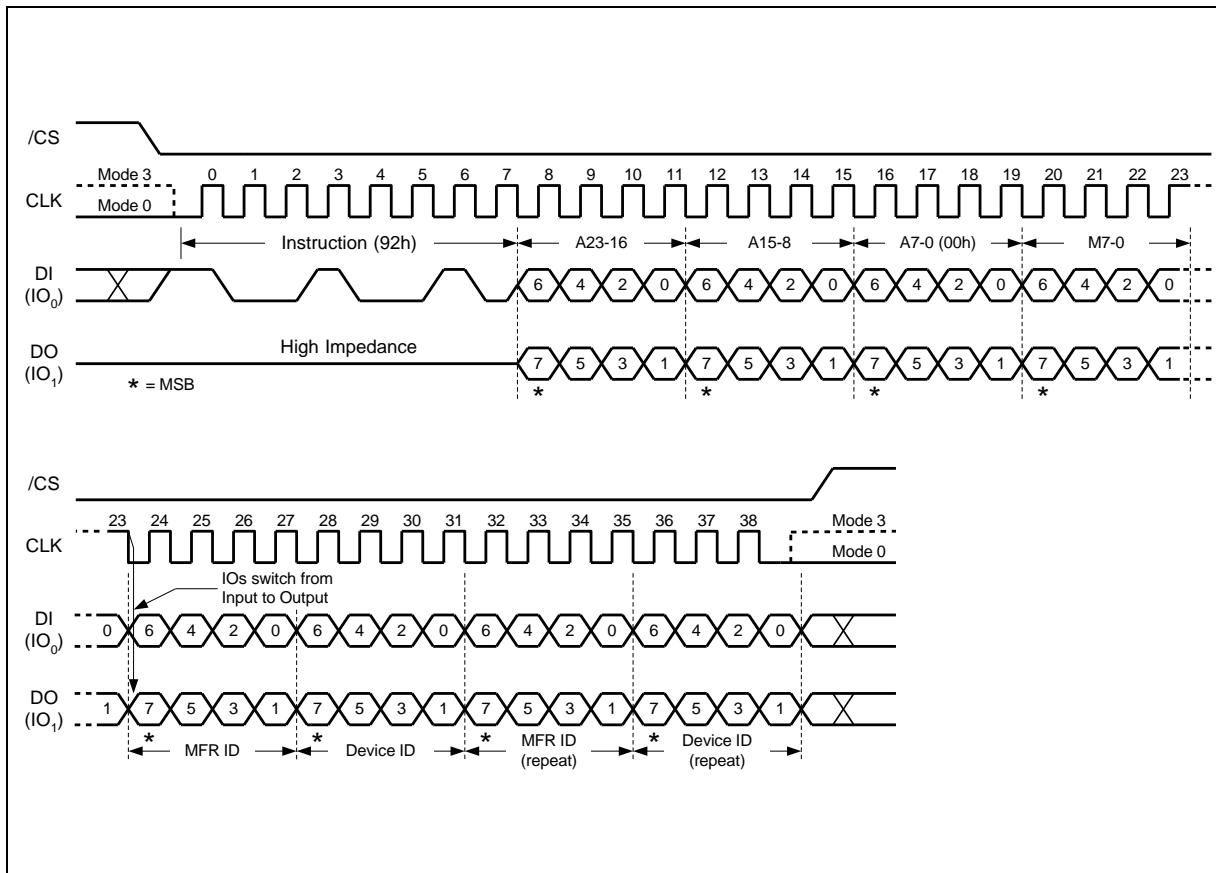 /CS
Mode 3 0 1 2 3 4 5 6 7 8 9 10 11 12 13 14 15 16 17 18 19 20 21 22 23
CLK
Mode 0
Instruction (92h) A23-16 A15-8 A7-0 (00h) M7-0
DI
(IO0) 6 4 2 0 6 4 2 0 6 4 2 0 6 4 2 0
High Impedance
DO
(IO1) 7 5 3 1 7 5 3 1 7 5 3 1 7 5 3 1
* = MSB * * * *
/CS
23 24 25 26 27 28 29 30 31 32 33 34 35 36 37 38 Mode 3
CLK
Mode 0
IOs switch from
Input to Output
DI
(IO0) 0 6 4 2 0 6 4 2 0 6 4 2 0 6 4 2 0
DO
(IO1) 1 7 5 3 1 7 5 3 1 7 5 3 1 7 5 3 1
* * * *
MFR ID Device ID MFR ID
(repeat) Device ID
(repeat)